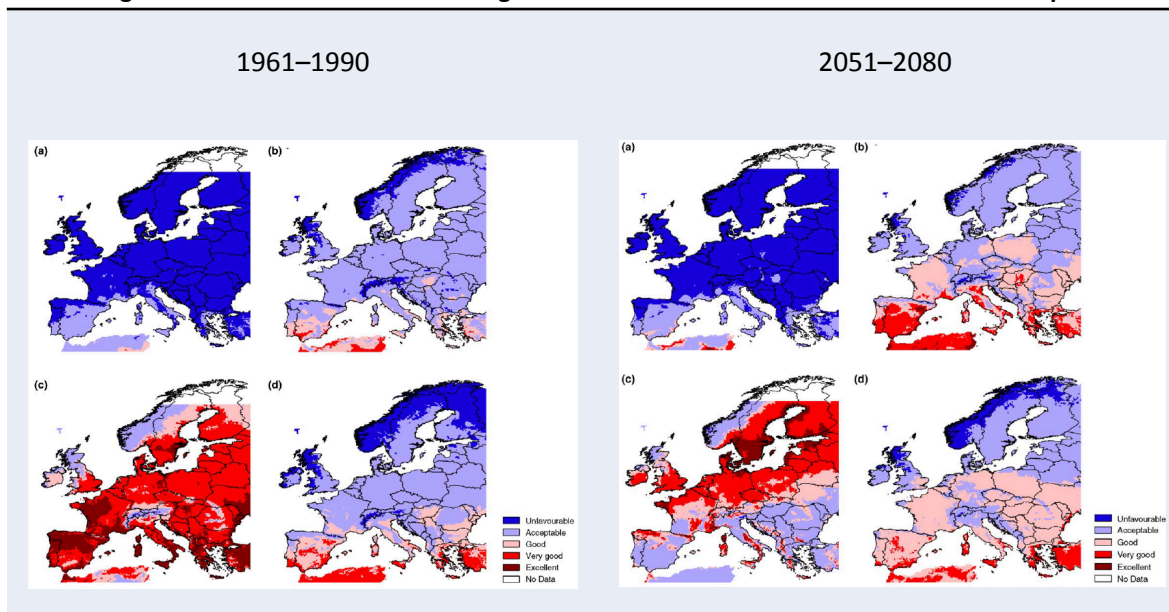 1961–1990
2051–2080
(a)
(b)
(a)
(b)
(c)
(d)
(c)
(d)
Unfavourable
Acceptable
Good
Very good
Excellent
No Data
Unfavourable
Acceptable
Good
Very good
Excellent
No Data